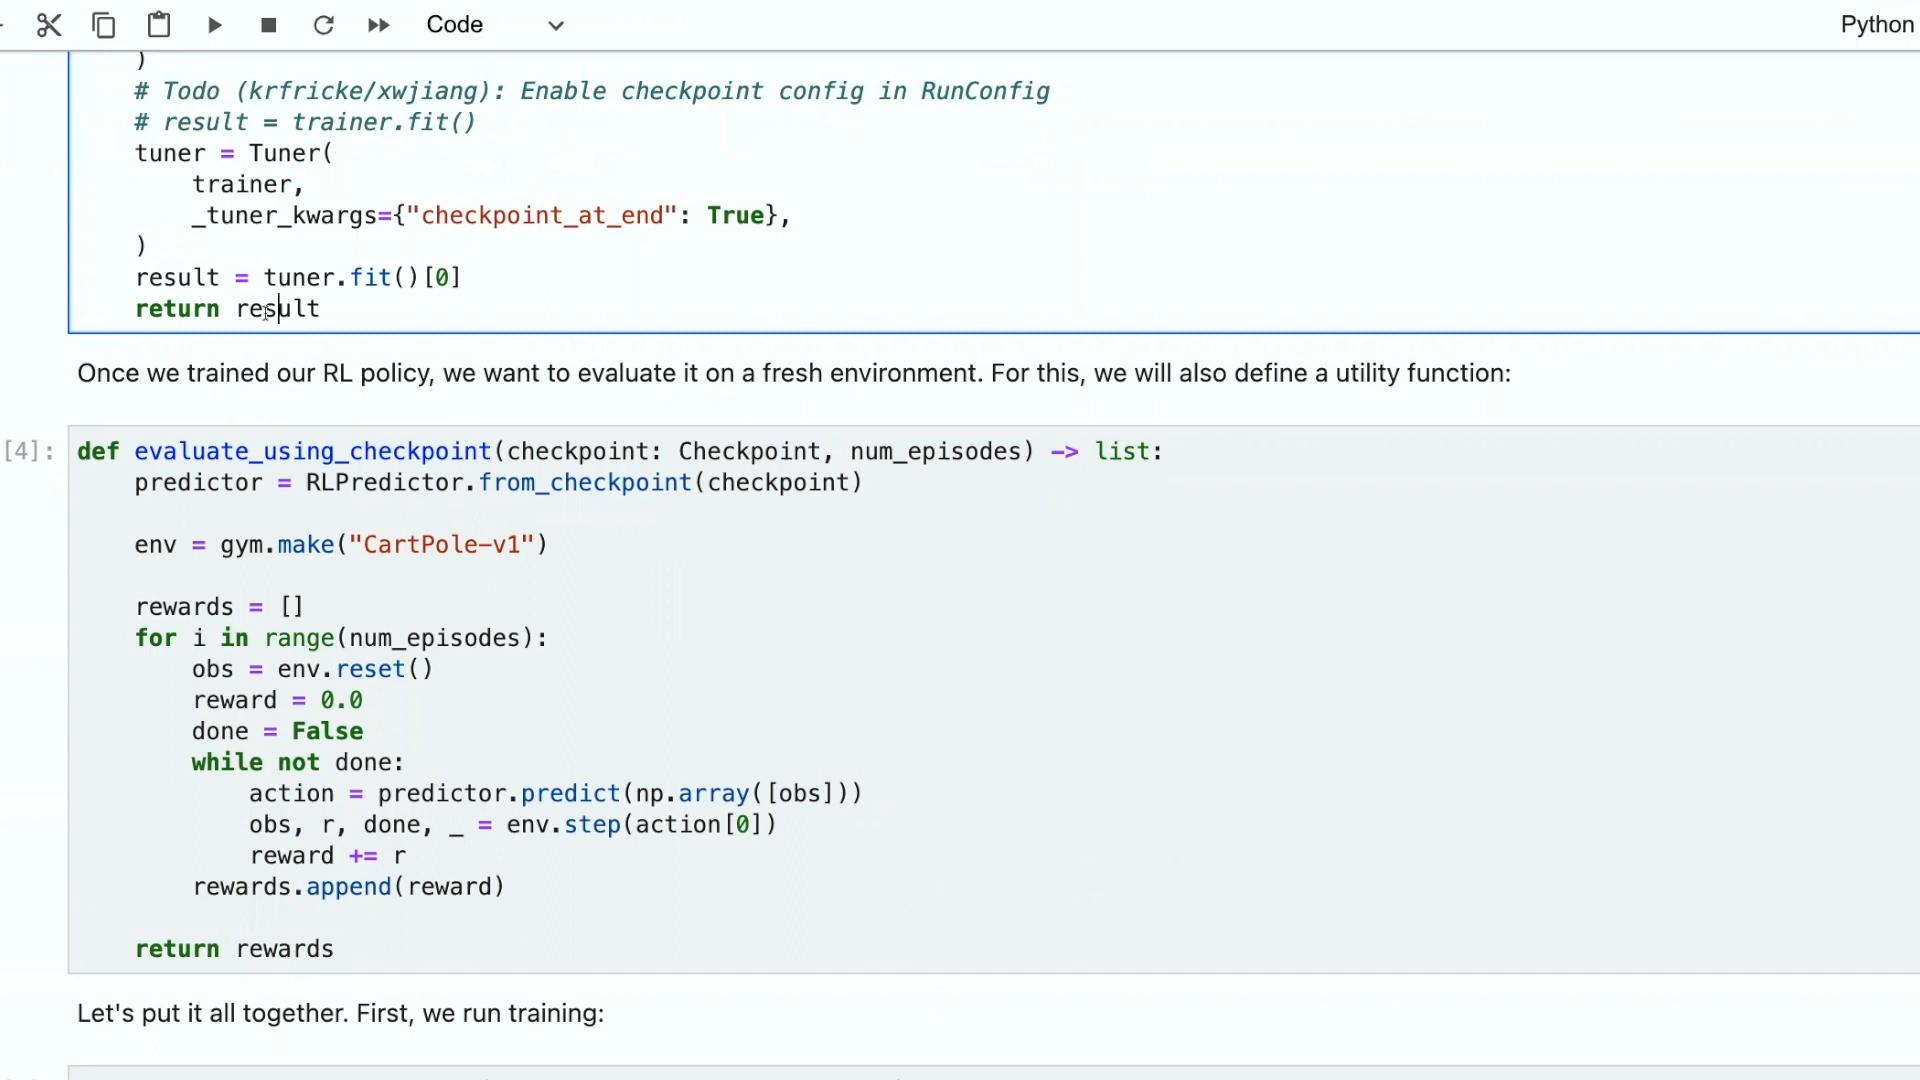 Code
Python
)
# Todo (krfricke/xwjiang): Enable checkpoint config in RunConfig
# result = trainer.fit()
tuner = Tuner(
trainer,
_tuner_kwargs={"checkpoint_at_end": True},
)
result = tuner.fit()[0]
return result
Once we trained our RL policy, we want to evaluate it on a fresh environment. For this, we will also define a utility function:
[4]:
def evaluate_using_checkpoint(checkpoint: Checkpoint, num_episodes) -> list:
predictor = RLPredictor.from_checkpoint(checkpoint)
env = gym.make("CartPole-v1")
rewards = []
for i in range(num_episodes):
obs = env.reset()
reward = 0.0
done = False
while not done:
action = predictor.predict(np.array([obs]))
obs, r, done, _ = env.step(action[0])
reward += r
rewards.append(reward)
return rewards
Let's put it all together. First, we run training: